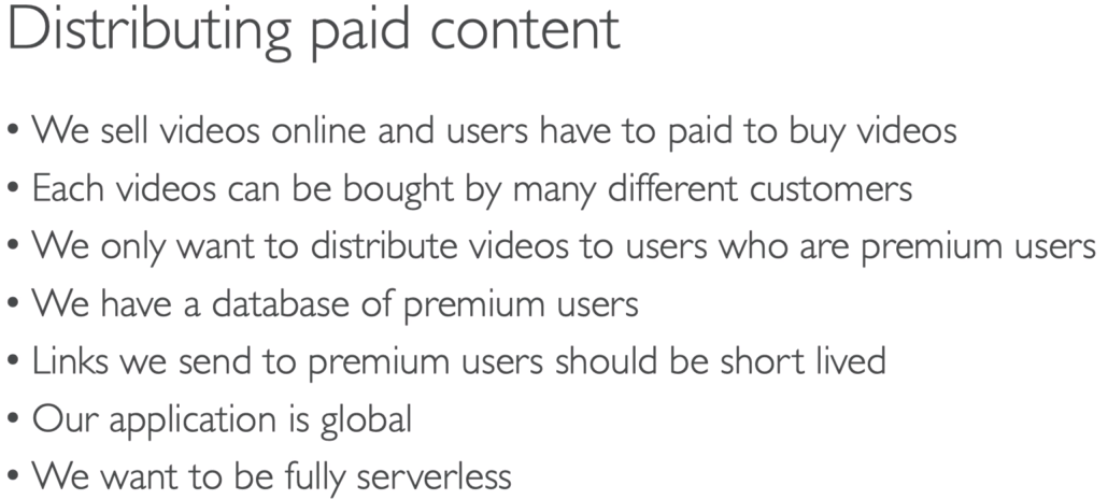 Distributing paid content
• We sell videos online and users have to paid to buy videos
• Each videos can be bought by many different customers
• We only want to distribute videos to users who are premium users
• We have a database of premium users
• Links we send to premium users should be short lived
• Our application is global
• We want to be fully serverless